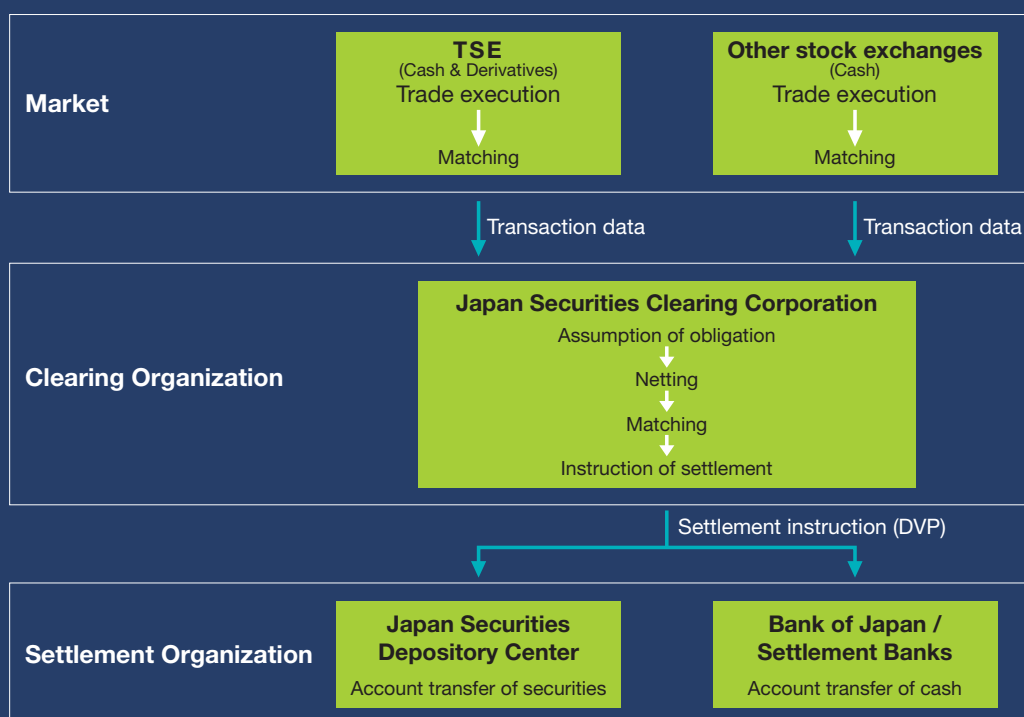 Market
TSE
(Cash & Derivatives)
Trade execution
Matching
Other stock exchanges
(Cash)
Trade execution
Matching
Transaction data
Transaction data
Clearing Organization
Japan Securities Clearing Corporation
Assumption of obligation
Netting
Matching
Instruction of settlement
Settlement instruction (DVP)
Settlement Organization
Japan Securities
Depository Center
Account transfer of securities
Bank of Japan /
Settlement Banks
Account transfer of cash